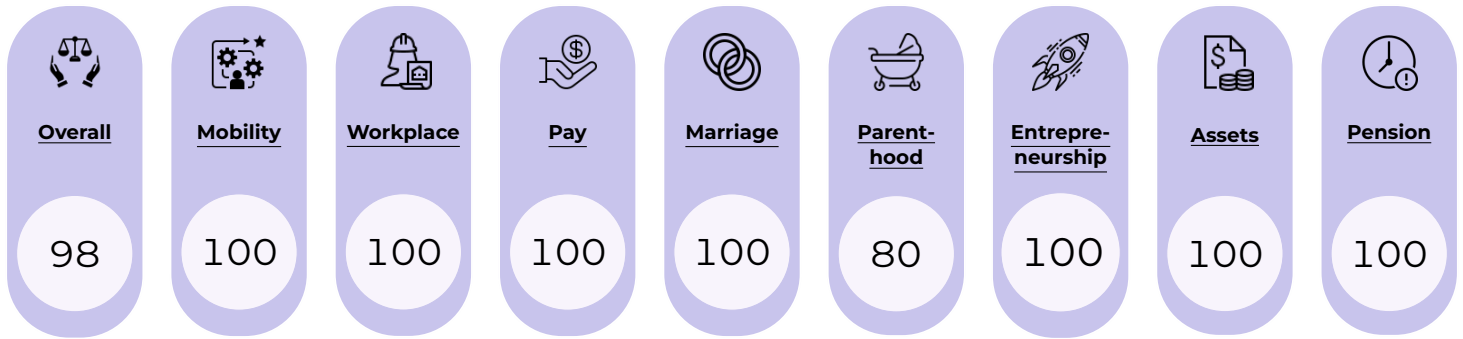 Overall
98
Mobility
100
Workplace
100
Pay
100
Marriage
100
Parent-
hood
80
Entrepre-
neurship
100
Assets
100
Pension
100